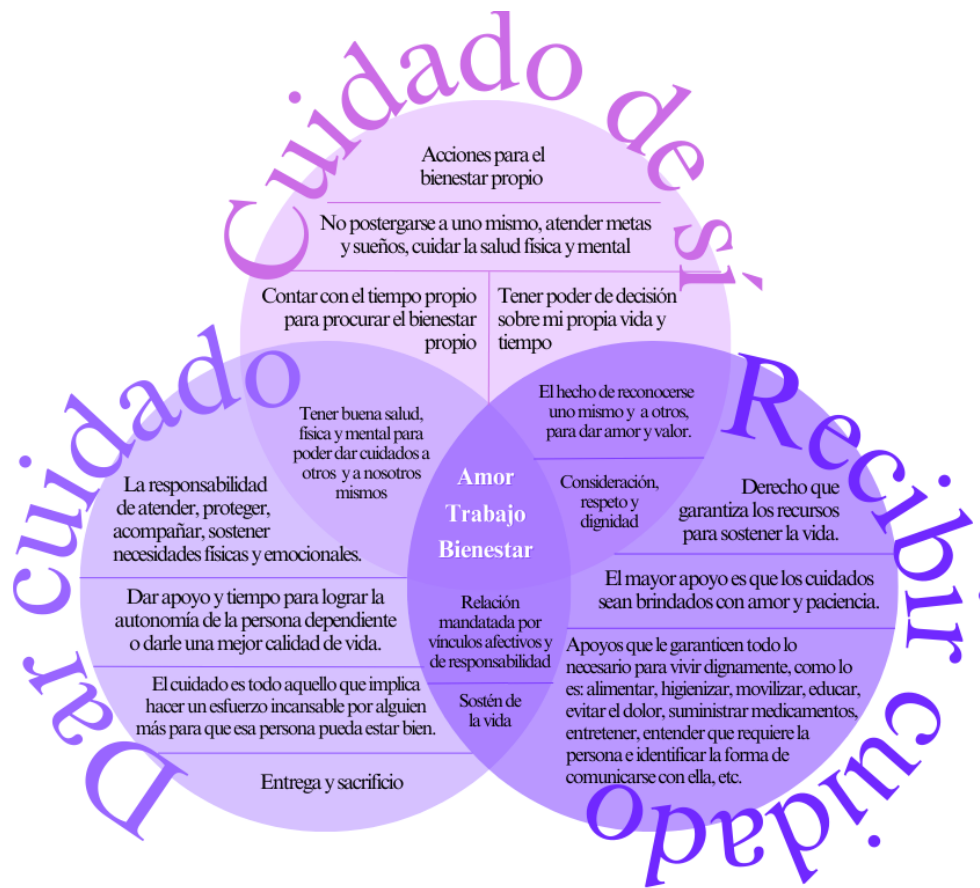 Cuidado de sí
Acciones para el
bienestar propio
No postergarse a uno mismo, atender metas
y sueños, cuidar la salud física y mental
Contar con el tiempo propio
para procurar el bienestar
propio
Tener poder de decisión
sobre mi propia vida y
tiempo
Dar cuidado
Tener buena salud,
física y mental para
poder dar cuidados a
otros y a nosotros
mismos
El hecho de reconocerse
uno mismo y a otros,
para dar amor y valor.
Consideración,
respeto y
dignidad
Amor
Trabajo
Bienestar
La responsabilidad
de atender, proteger,
acompañar, sostener
necesidades físicas y emocionales.
Dar apoyo y tiempo para lograr la
autonomía de la persona dependiente
o darle una mejor calidad de vida.
El cuidado es todo aquello que implica
hacer un esfuerzo incansable por alguien
más para que esa persona pueda estar bien.
Entrega y sacrificio
Relación
mandatada por
vínculos afectivos y
de responsabilidad
Sostén de
la vida
Recibir cuidado
Derecho que
garantiza los recursos
para sostener la vida.
El mayor apoyo es que los cuidados
sean brindados con amor y paciencia.
Apoyos que le garanticen todo lo
necesario para vivir dignamente, como lo
es: alimentar, higienizar, movilizar, educar,
evitar el dolor, suministrar medicamentos,
entretener, entender que requiere la
persona e identificar la forma de
comunicarse con ella, etc.